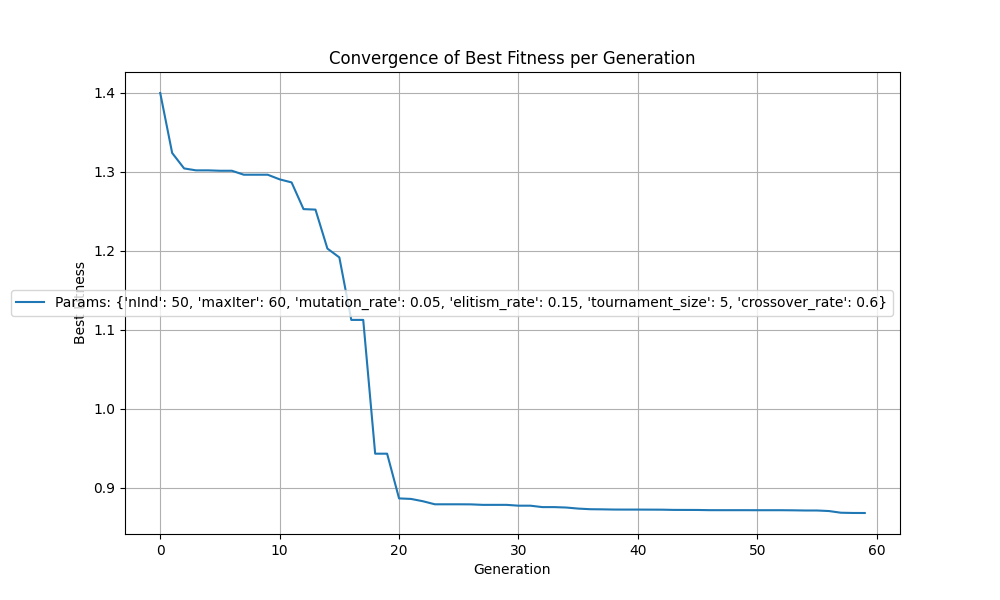 Convergence of Best Fitness per Generation
1.4
1.3
1.2
1.1
1.0
0.9
Best
Params: {'nInd': 50, 'maxIter': 60, 'mutation_rate': 0.05, 'elitism_rate': 0.15, 'tournament_size': 5, 'crossover_rate': 0.6}
0 10 20 30 40 50 60
Generation